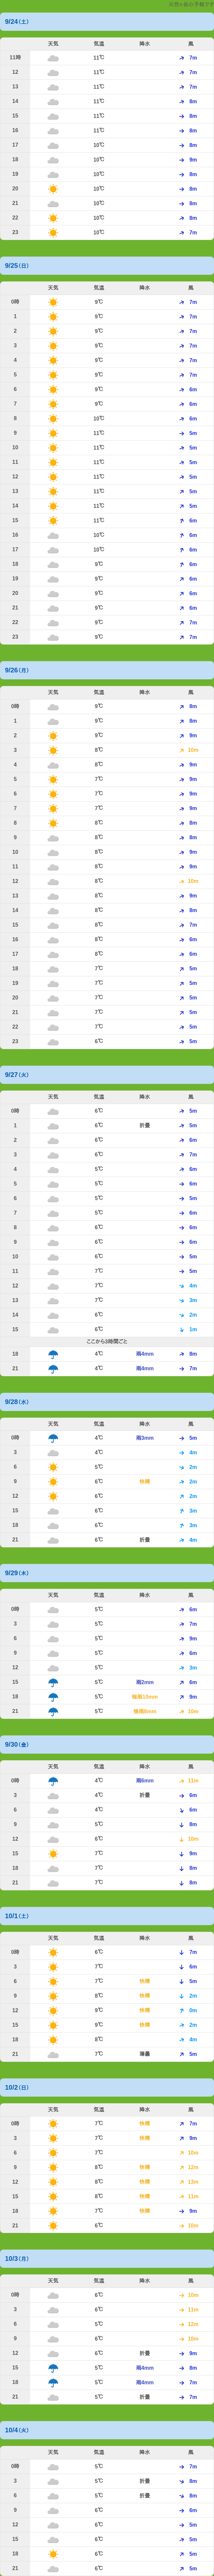 9/24(土)
天気 気温 降水 風
11時 11℃ 7m
12 11℃ 7m
13 11℃ 7m
14 11℃ 8m
15 11℃ 8m
16 11℃ 8m
17 10℃ 8m
18 10℃ 9m
19 10℃ 8m
20 10℃ 8m
21 10℃ 8m
22 10℃ 8m
23 10℃ 7m
9/25(日)
天気 気温 降水 風
0時 9℃ 7m
1 9℃ 7m
2 9℃ 7m
3 9℃ 7m
4 9℃ 7m
5 9℃ 7m
6 9℃ 6m
7 9℃ 6m
8 10℃ 6m
9 11℃ 5m
10 11℃ 5m
11 11℃ 5m
12 11℃ 5m
13 11℃ 5m
14 11℃ 5m
15 11℃ 6m
16 10℃ 6m
17 10℃ 6m
18 9℃ 6m
19 9℃ 6m
20 9℃ 6m
21 9℃ 6m
22 9℃ 7m
23 9℃ 7m
9/26(月)
天気 気温 降水 風
0時 9℃ 8m
1 9℃ 8m
2 9℃ 9m
3 8℃ 10m
4 8℃ 9m
5 7℃ 9m
6 7℃ 9m
7 7℃ 9m
8 8℃ 8m
9 8℃ 8m
10 8℃ 9m
11 8℃ 9m
12 8℃ 10m
13 8℃ 9m
14 8℃ 8m
15 8℃ 7m
16 8℃ 6m
17 8℃ 6m
18 7℃ 5m
19 7℃ 5m
20 7℃ 5m
21 7℃ 5m
22 7℃ 5m
23 6℃ 5m
9/27(火)
天気 気温 降水 風
0時 6℃ 5m
1 6℃ 折曇 5m
2 6℃ 6m
3 6℃ 7m
4 5℃ 6m
5 5℃ 6m
6 5℃ 5m
7 5℃ 6m
8 6℃ 6m
9 6℃ 6m
10 6℃ 5m
11 7℃ 5m
12 7℃ 4m
13 7℃ 3m
14 6℃ 2m
15 6℃ 1m
ここから3時間ごと
18 4℃ 雨4mm 8m
21 4℃ 雨4mm 7m
9/28(水)
天気 気温 降水 風
0時 4℃ 雨3mm 5m
3 4℃ 4m
6 5℃ 2m
9 6℃ 快晴 2m
12 6℃ 2m
15 6℃ 3m
18 6℃ 3m
21 6℃ 折曇 4m
9/29(木)
天気 気温 降水 風
0時 5℃ 6m
3 5℃ 7m
6 5℃ 9m
9 5℃ 6m
12 5℃ 3m
15 5℃ 雨2mm 6m
18 5℃ 強雨10mm 9m
21 5℃ 8mm 10m
9/30(金)
天気 気温 降水 風
0時 4℃ 雨6mm 11m
3 4℃ 折曇 6m
6 4℃ 6m
9 5℃ 8m
12 6℃ 10m
15 7℃ 9m
18 7℃ 8m
21 7℃ 8m
10/1(土)
天気 気温 降水 風
0時 6℃ 7m
3 7℃ 6m
6 7℃ 快晴 5m
9 8℃ 快晴 2m
12 9℃ 快晴 0m
15 9℃ 快晴 2m
18 8℃ 4m
21 7℃ 薄曇 5m
10/2(日)
天気 気温 降水 風
0時 7℃ 快晴 7m
3 7℃ 快晴 9m
6 7℃ 10m
9 8℃ 快晴 12m
12 8℃ 快晴 13m
15 8℃ 快晴 11m
18 7℃ 快晴 9m
21 6℃ 10m
10/3(月)
天気 気温 降水 風
0時 6℃ 10m
3 6℃ 11m
6 5℃ 12m
9 6℃ 10m
12 6℃ 折曇 9m
15 5℃ 雨4mm 8m
18 5℃ 雨4mm 7m
21 5℃ 折曇 7m
10/4(火)
天気 気温 降水 風
0時 5℃ 7m
3 5℃ 折曇 8m
6 5℃ 折曇 8m
9 6℃ 6m
12 6℃ 5m
15 6℃ 5m
18 6℃ 5m
21 6℃ 5m